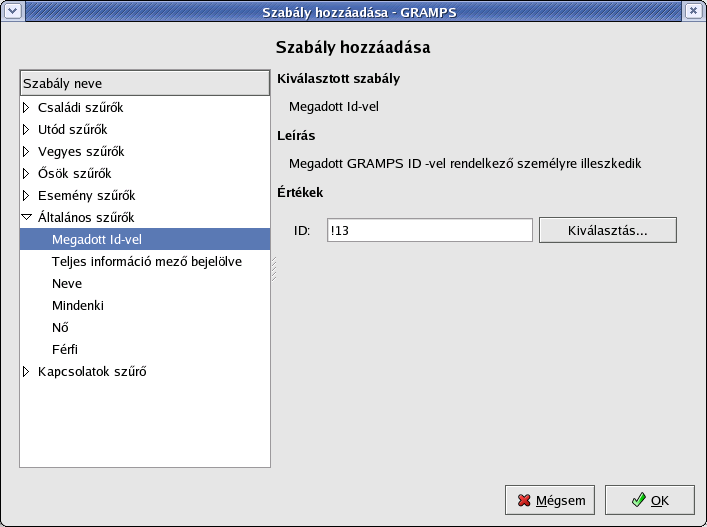 Szabály hozzáadása - GRAMPS
Szabály hozzáadása
Szabály neve
Családi szűrők
Utód szűrők
Vegyes szűrők
Ősök szűrők
Esemény szűrők
Általános szűrők
Megadott Id-vel
Teljes információ mező bejelölve
Neve
Mindenki
Nő
Férfi
Kapcsolatok szűrő
Kiválasztott szabály
Megadott Id-vel
Leírás
Megadott GRAMPS ID -vel rendelkező személyre illeszkedik
Értékek
ID: !13 Kiválasztás...
Mégsem OK